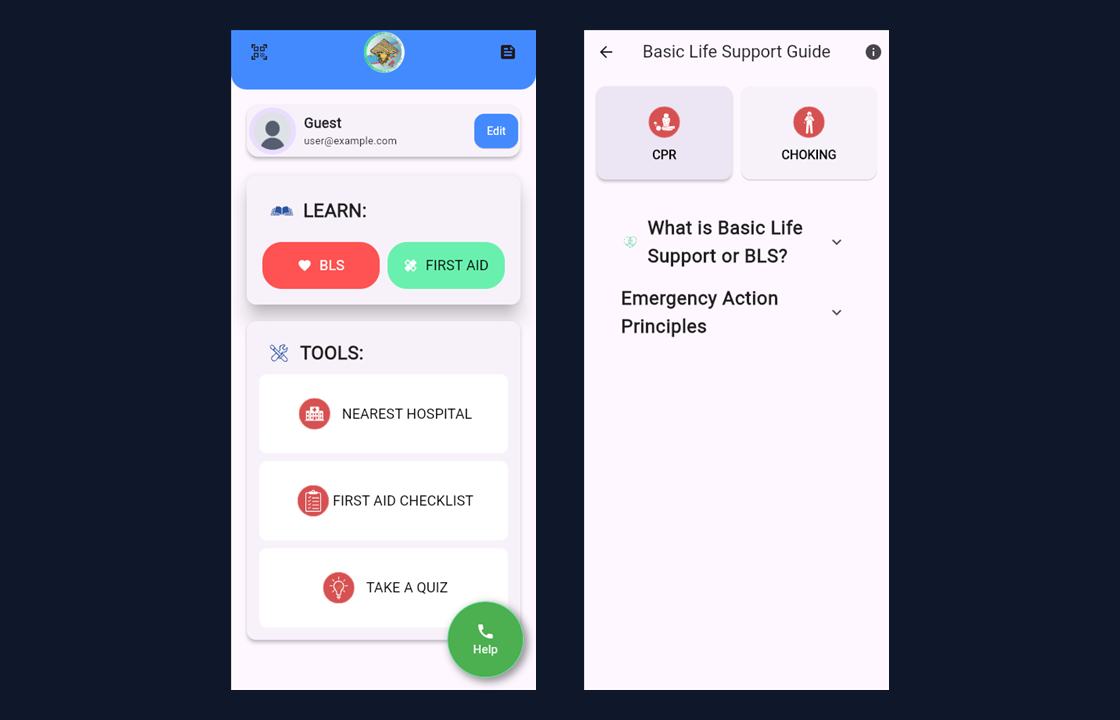 Guest
user@example.com
Edit
LEARN:
BLS
FIRST AID
TOOLS:
NEAREST HOSPITAL
FIRST AID CHECKLIST
TAKE A QUIZ
Help
Basic Life Support Guide
CPR
CHOKING
What is Basic Life
Support or BLS?
Emergency Action
Principles